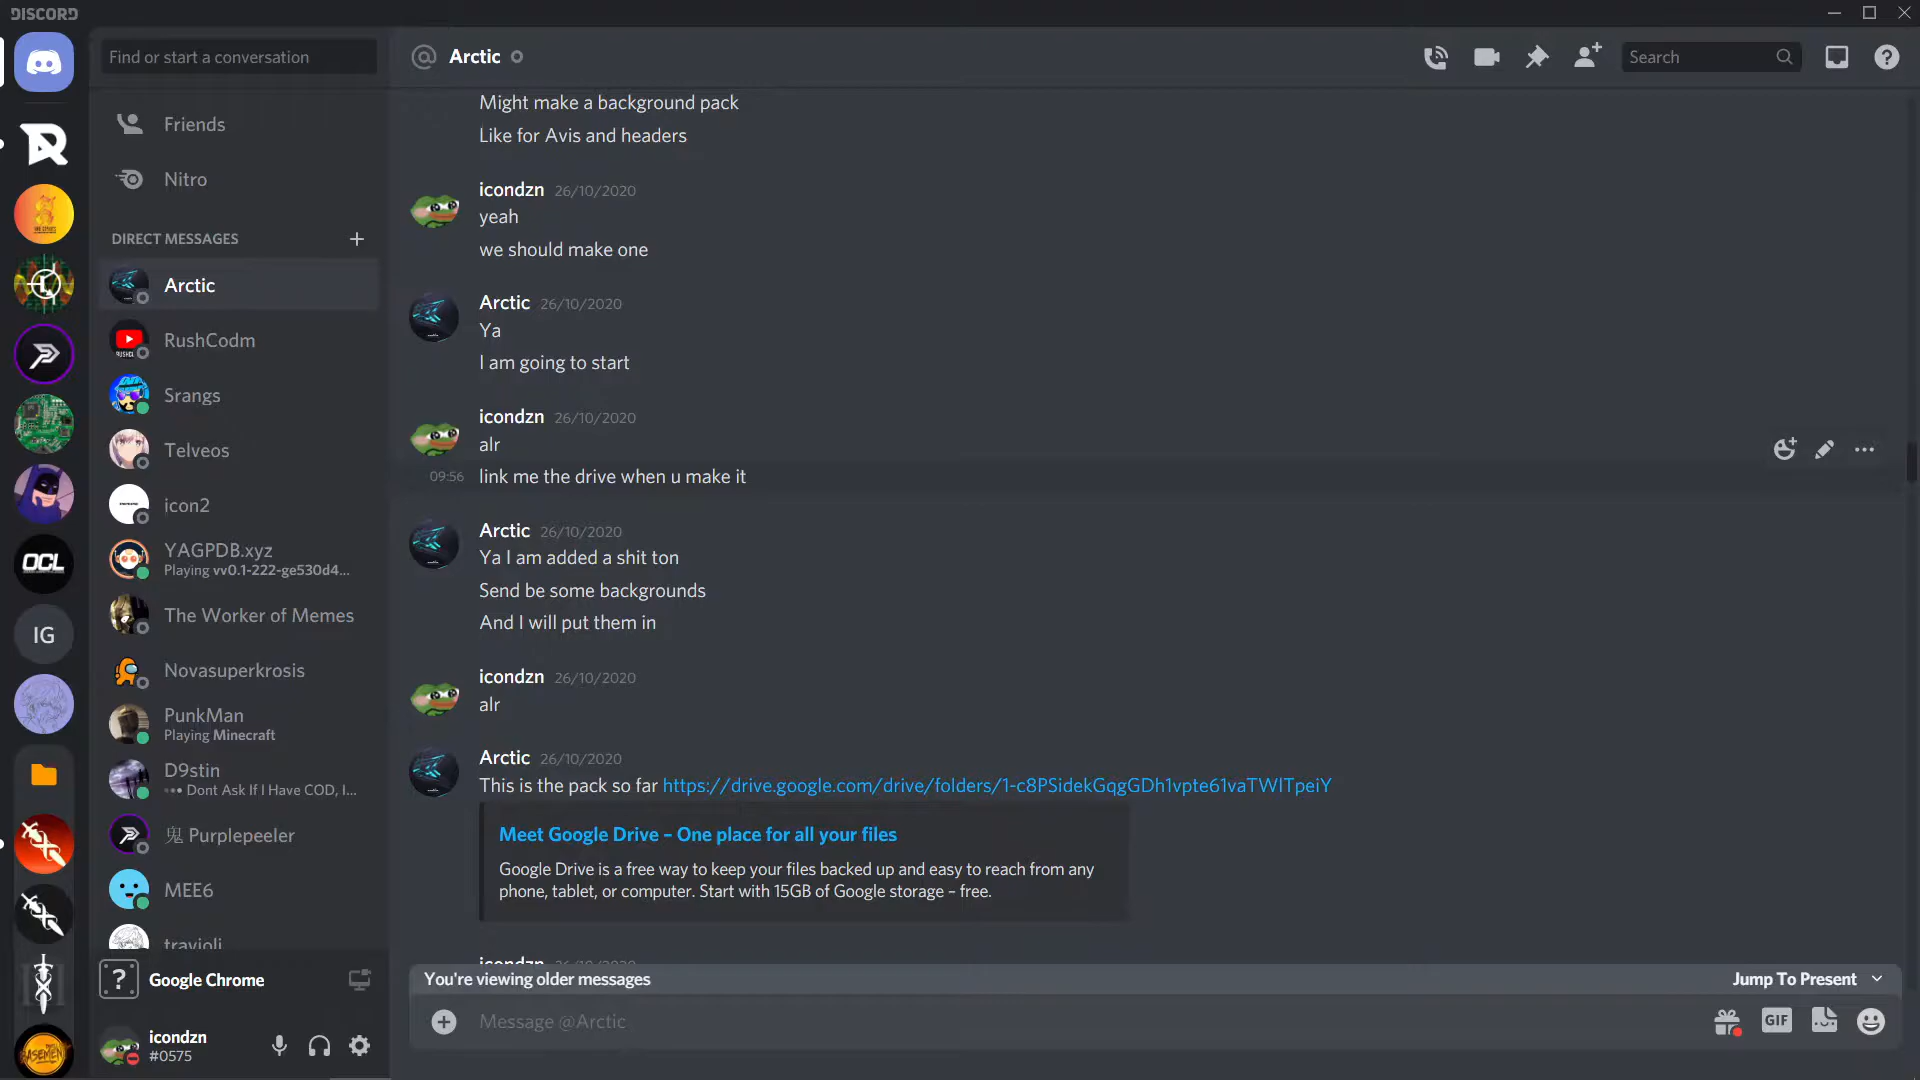 DISCORD
Find or start a conversation
Friends
Nitro
DIRECT MESSAGES
Arctic
RushCodm
Srangs
Telveos
icon2
YAGPDB.xyz
Playing vv0.1-222-ge530d4...
The Worker of Memes
Novasuperkrosis
PunkMan
Playing Minecraft
D9stin
Dont Ask If I Have COD, I...
鬼 Purplepeeler
MEE6
travioli
Google Chrome
icondzn
#0575
OCL
IG
BASEMENT
Arctic
Search
Might make a background pack
Like for Avis and headers
icondzn 26/10/2020
yeah
we should make one
Arctic 26/10/2020
Ya
I am going to start
icondzn 26/10/2020
alr
09:56 link me the drive when u make it
Arctic 26/10/2020
Ya I am added a shit ton
Send be some backgrounds
And I will put them in
icondzn 26/10/2020
alr
Arctic 26/10/2020
This is the pack so far https://drive.google.com/drive/folders/1-c8PSidekGqgGDh1vpte61vaTWITpeiY
Meet Google Drive – One place for all your files
Google Drive is a free way to keep your files backed up and easy to reach from any
phone, tablet, or computer. Start with 15GB of Google storage – free.
icondzn 26/10/2020
You're viewing older messages
Jump To Present
Message @Arctic
GIF